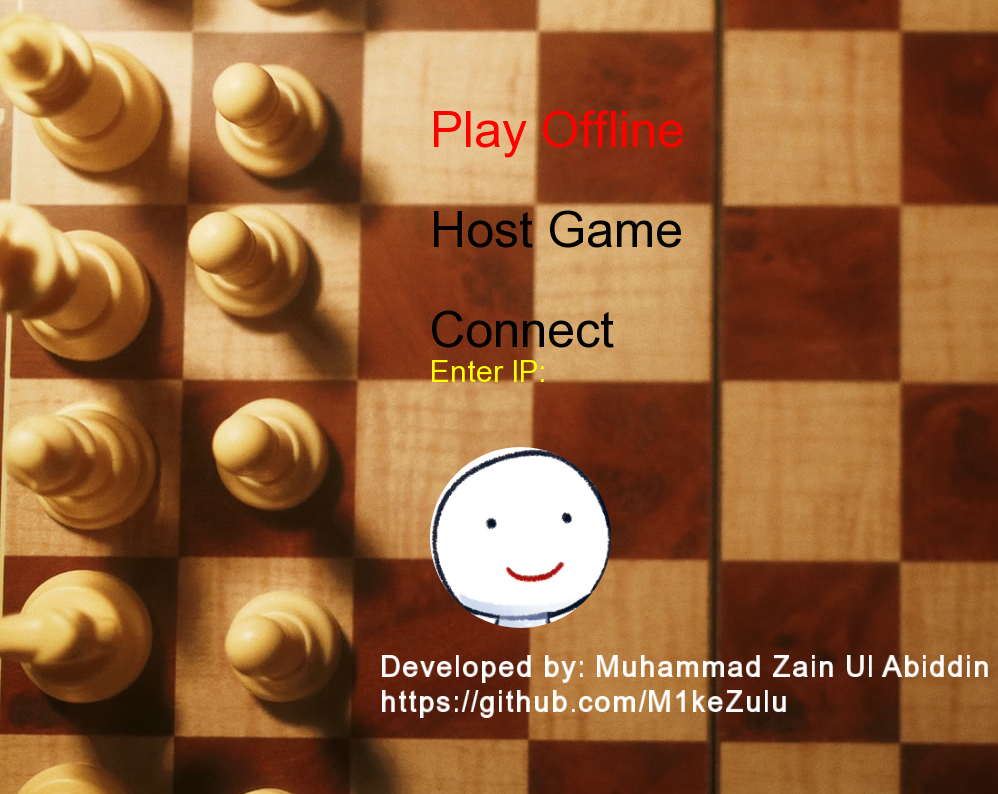 Play Offline
Host Game
Connect
Enter IP:
Developed by: Muhammad Zain Ul Abiddin
https://github.com/M1keZulu